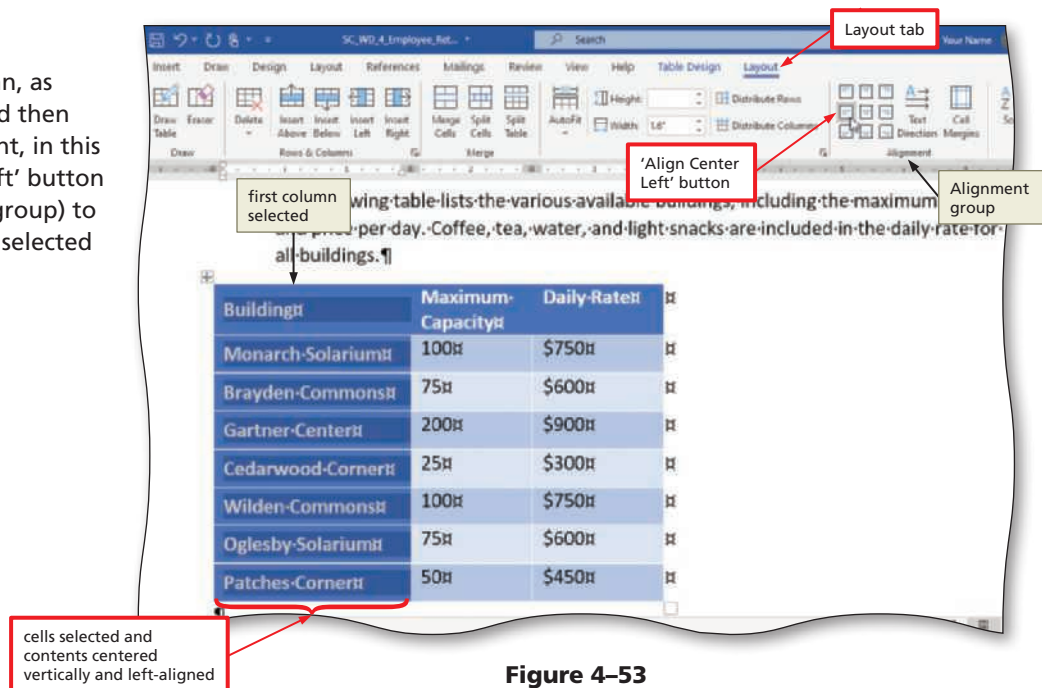 an, as
d then
nt, in this
ft' button
group) to
selected
Layout tab
SC_WD_4_Employee_Ret...
Search
Your Name
Insert Draw Design Layout References Mailings Review View Help Table Design Layout
Draw Table
Eraser
Delete
Insert Above
Insert Below
Insert Left
Insert Right
Merge Cells
Split Cells
Split Table
AutoFit
Height:
Width: 1.6"
Distribute Rows
Distribute Columns
Text Direction
Cell Margins
Draw
Rows & Columns
Merge
Alignment
'Align Center
Left' button
Alignment
group
first column
selected
wing·table·lists·the·various·available·buildings,·including·the·maximum
and·price·per·day.·Coffee,·tea,·water,·and·light·snacks·are·included·in·the·daily·rate·for·
all·buildings.¶
Building¤ Maximum·Capacity¤ Daily·Rate¤ ¤
Monarch·Solarium¤ 100¤ $750¤ ¤
Brayden·Commons¤ 75¤ $600¤ ¤
Gartner·Center¤ 200¤ $900¤ ¤
Cedarwood·Corner¤ 25¤ $300¤ ¤
Wilden·Commons¤ 100¤ $750¤ ¤
Oglesby·Solarium¤ 75¤ $600¤ ¤
Patches·Corner¤ 50¤ $450¤ ¤
¶
cells selected and
contents centered
vertically and left-aligned
Figure 4–53